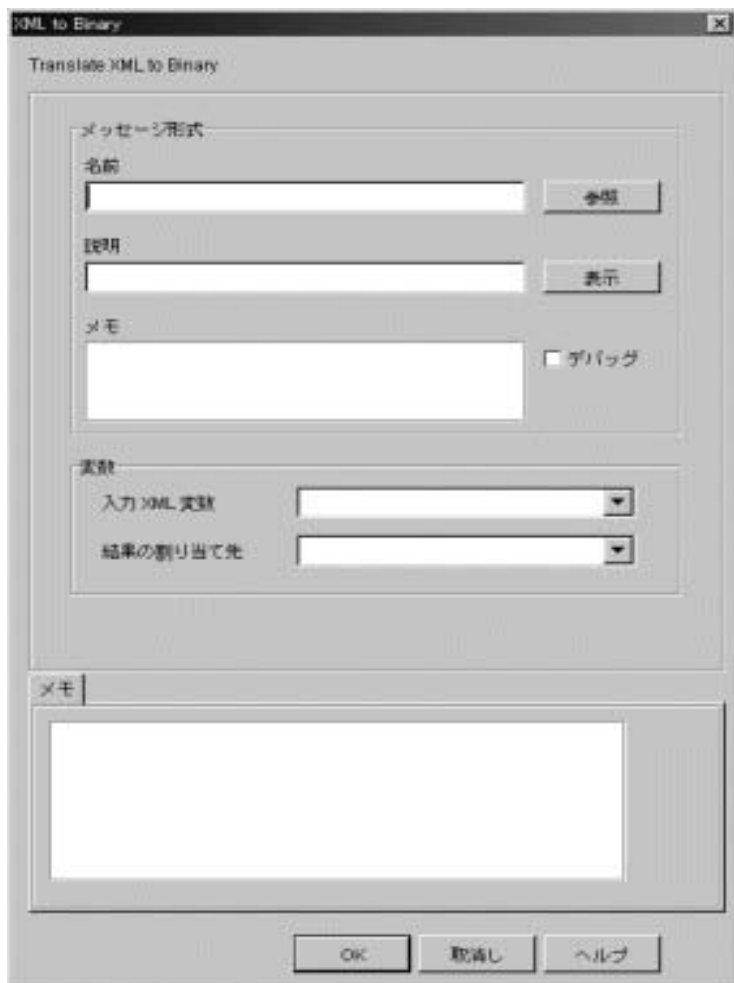 XML to Binary
Translate XML to Binary
メッセージ形式
名前
参照
説明
表示
メモ
デバッグ
変数
入力 XML 変数
結果の割り当て先
メモ
OK
取消し
ヘルプ